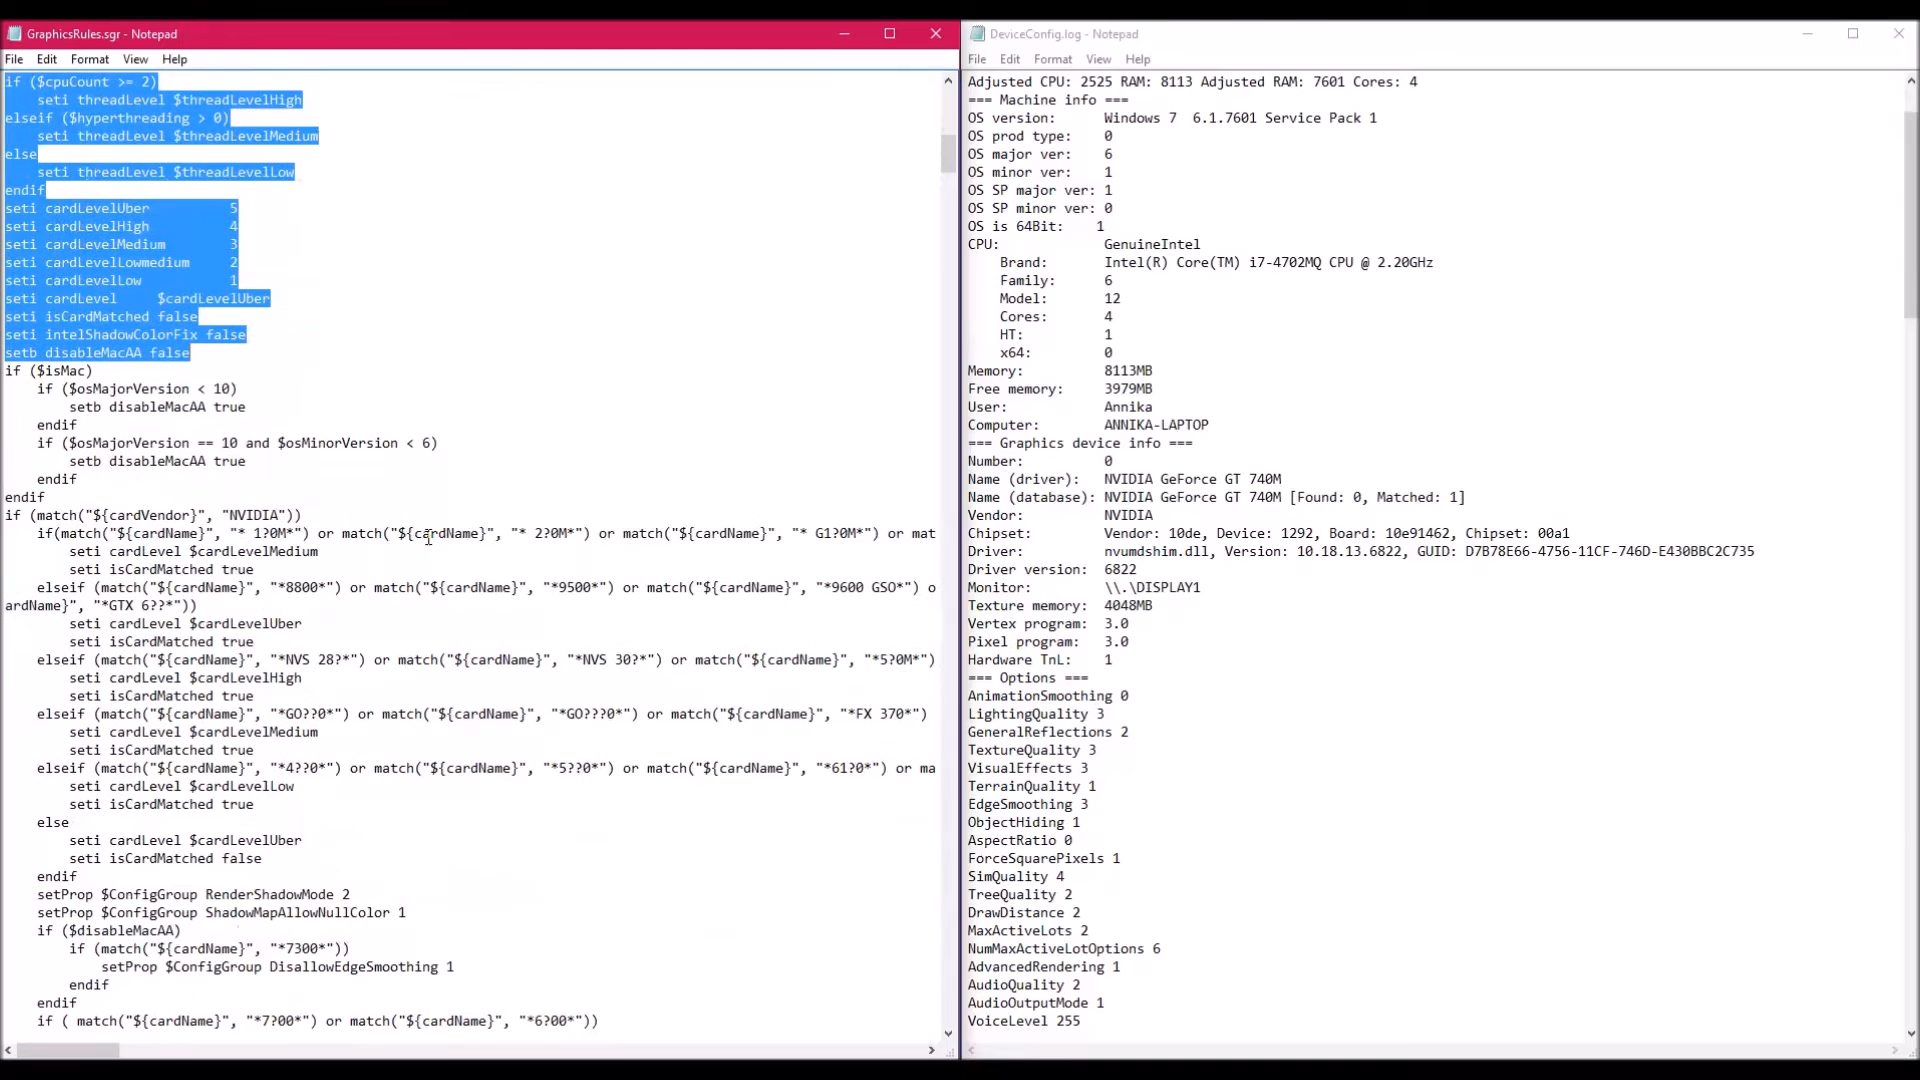 GraphicsRules.sgr - Notepad
File Edit Format View Help
if ($cpuCount >= 2)
    seti threadLevel $threadLevelHigh
elseif ($hyperthreading > 0)
    seti threadLevel $threadLevelMedium
else
    seti threadLevel $threadLevelLow
endif
seti cardLevelUber          5
seti cardLevelHigh          4
seti cardLevelMedium        3
seti cardLevelLowmedium     2
seti cardLevelLow           1
seti cardLevel     $cardLevelUber
seti isCardMatched false
seti intelShadowColorFix false
setb disableMacAA false
if ($isMac)
    if ($osMajorVersion < 10)
        setb disableMacAA true
    endif
    if ($osMajorVersion == 10 and $osMinorVersion < 6)
        setb disableMacAA true
    endif
endif
if (match("${cardVendor}", "NVIDIA"))
    if(match("${cardName}", "* 1?0M*") or match("${cardName}", "* 2?0M*") or match("${cardName}", "* G1?0M*") or mat
        seti cardLevel $cardLevelMedium
        seti isCardMatched true
    elseif (match("${cardName}", "*8800*") or match("${cardName}", "*9500*") or match("${cardName}", "*9600 GSO*") o
ardName}", "*GTX 6??*"))
        seti cardLevel $cardLevelUber
        seti isCardMatched true
    elseif (match("${cardName}", "*NVS 28?*") or match("${cardName}", "*NVS 30?*") or match("${cardName}", "*5?0M*")
        seti cardLevel $cardLevelHigh
        seti isCardMatched true
    elseif (match("${cardName}", "*GO??0*") or match("${cardName}", "*GO???0*") or match("${cardName}", "*FX 370*")
        seti cardLevel $cardLevelMedium
        seti isCardMatched true
    elseif (match("${cardName}", "*4??0*") or match("${cardName}", "*5??0*") or match("${cardName}", "*61?0*") or ma
        seti cardLevel $cardLevelLow
        seti isCardMatched true
    else
        seti cardLevel $cardLevelUber
        seti isCardMatched false
    endif
    setProp $ConfigGroup RenderShadowMode 2
    setProp $ConfigGroup ShadowMapAllowNullColor 1
    if ($disableMacAA)
        if (match("${cardName}", "*7300*"))
            setProp $ConfigGroup DisallowEdgeSmoothing 1
        endif
    endif
    if ( match("${cardName}", "*7?00*") or match("${cardName}", "*6?00*"))
DeviceConfig.log - Notepad
File Edit Format View Help
Adjusted CPU: 2525 RAM: 8113 Adjusted RAM: 7601 Cores: 4
=== Machine info ===
OS version:      Windows 7  6.1.7601 Service Pack 1
OS prod type:    0
OS major ver:    6
OS minor ver:    1
OS SP major ver: 1
OS SP minor ver: 0
OS is 64Bit:    1
CPU:             GenuineIntel
    Brand:       Intel(R) Core(TM) i7-4702MQ CPU @ 2.20GHz
    Family:      6
    Model:       12
    Cores:       4
    HT:          1
    x64:         0
Memory:          8113MB
Free memory:     3979MB
User:            Annika
Computer:        ANNIKA-LAPTOP
=== Graphics device info ===
Number:          0
Name (driver):   NVIDIA GeForce GT 740M
Name (database): NVIDIA GeForce GT 740M [Found: 0, Matched: 1]
Vendor:          NVIDIA
Chipset:         Vendor: 10de, Device: 1292, Board: 10e91462, Chipset: 00a1
Driver:          nvumdshim.dll, Version: 10.18.13.6822, GUID: D7B78E66-4756-11CF-746D-E430BBC2C735
Driver version:  6822
Monitor:         \\.\DISPLAY1
Texture memory:  4048MB
Vertex program:  3.0
Pixel program:   3.0
Hardware TnL:    1
=== Options ===
AnimationSmoothing 0
LightingQuality 3
GeneralReflections 2
TextureQuality 3
VisualEffects 3
TerrainQuality 1
EdgeSmoothing 3
ObjectHiding 1
AspectRatio 0
ForceSquarePixels 1
SimQuality 4
TreeQuality 2
DrawDistance 2
MaxActiveLots 2
NumMaxActiveLotOptions 6
AdvancedRendering 1
AudioQuality 2
AudioOutputMode 1
VoiceLevel 255